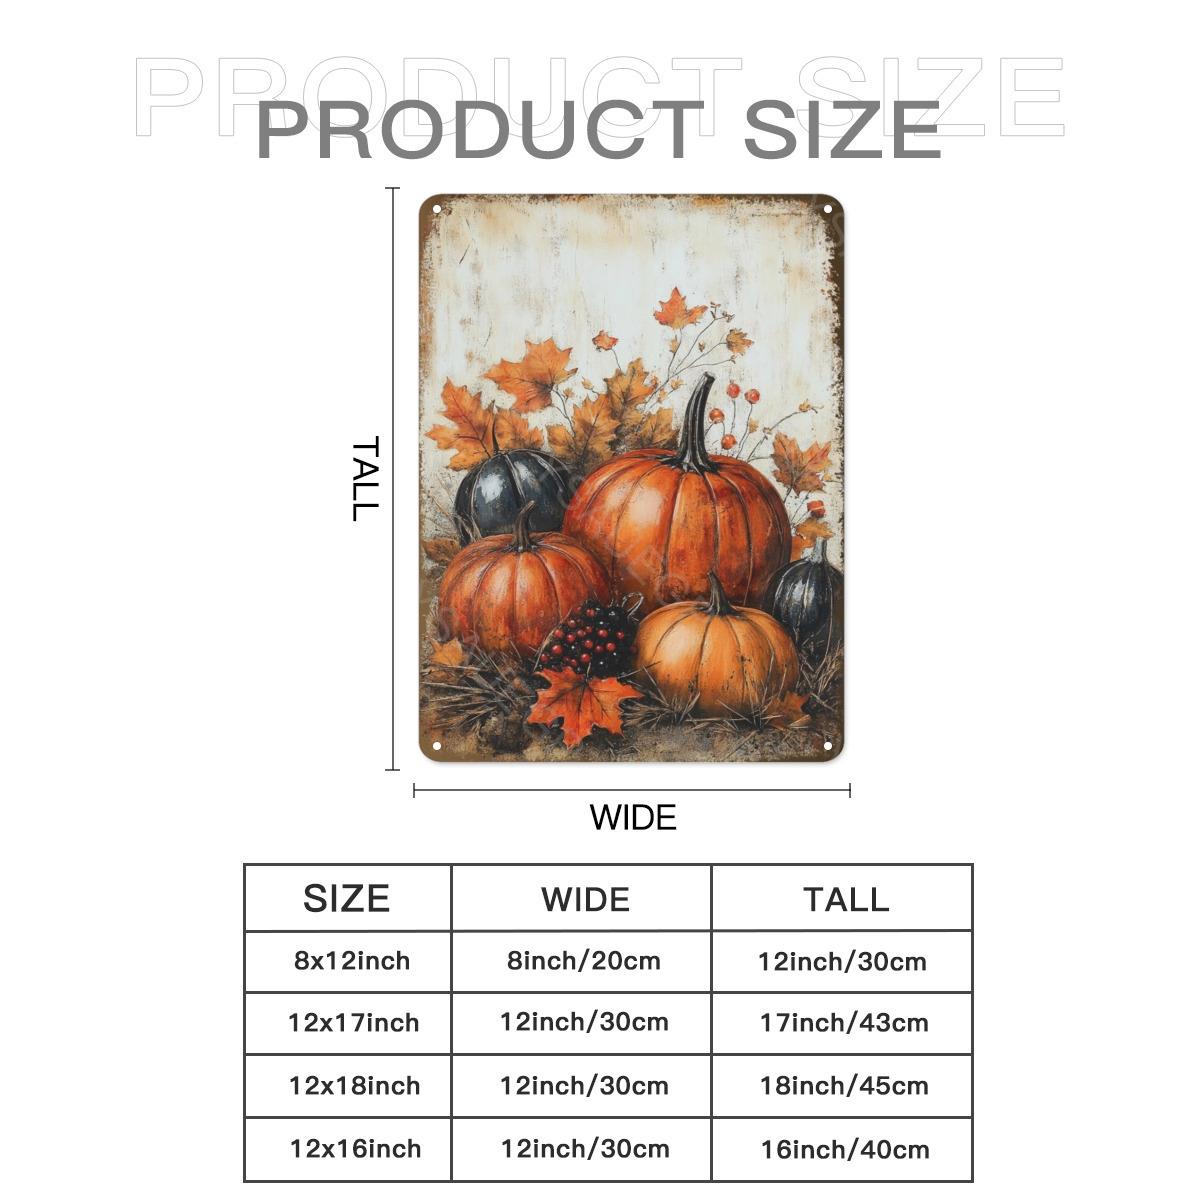 PRODUCT SIZE
PRODUCT SIZE
TALL
WIDE
SIZE WIDE TALL
8x12inch 8inch/20cm 12inch/30cm
12x17inch 12inch/30cm 17inch/43cm
12x18inch 12inch/30cm 18inch/45cm
12x16inch 12inch/30cm 16inch/40cm